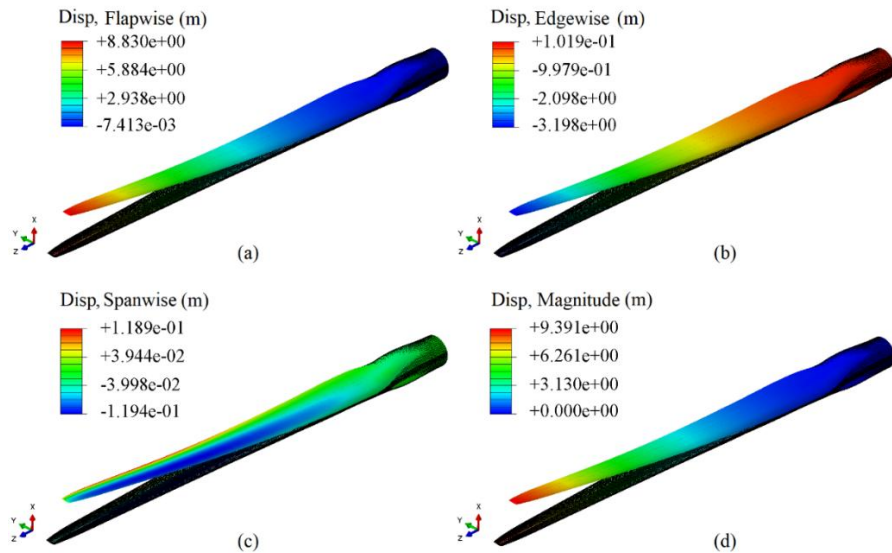 Disp, Flapwise (m)
+8.830e+00
+5.884e+00
+2.938e+00
-7.413e-03
X
Y
Z
(a)
Disp, Edgewise (m)
+1.019e-01
-9.979e-01
-2.098e+00
-3.198e+00
X
Y
Z
(b)
Disp, Spanwise (m)
+1.189e-01
+3.944e-02
-3.998e-02
-1.194e-01
X
Y
Z
(c)
Disp, Magnitude (m)
+9.391e+00
+6.261e+00
+3.130e+00
+0.000e+00
X
Y
Z
(d)